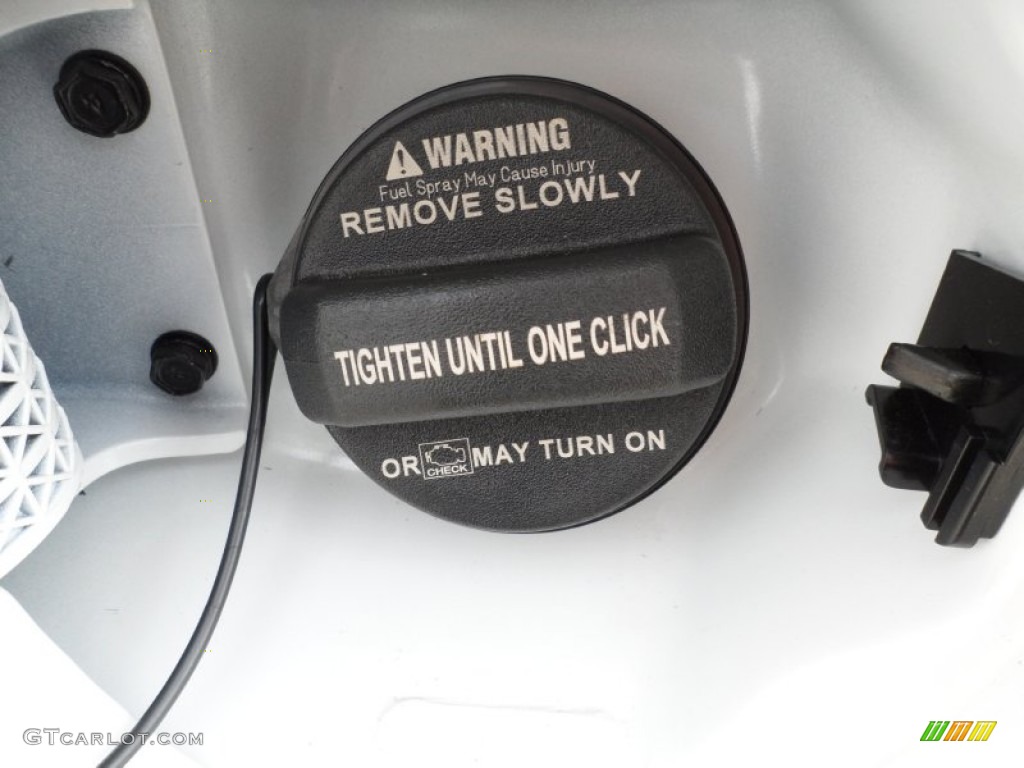 WARNING
Fuel Spray May Cause Injury
REMOVE SLOWLY
TIGHTEN UNTIL ONE CLICK
OR CHECK MAY TURN ON
GTCARLOT.COM